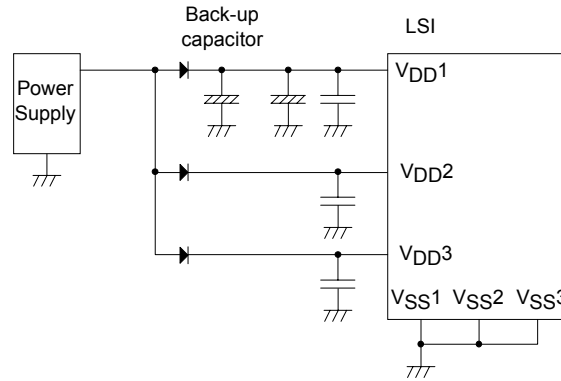 Back-up
capacitor
LSI
Power
Supply
VDD1
VDD2
VDD3
VSS1 VSS2 VSS3